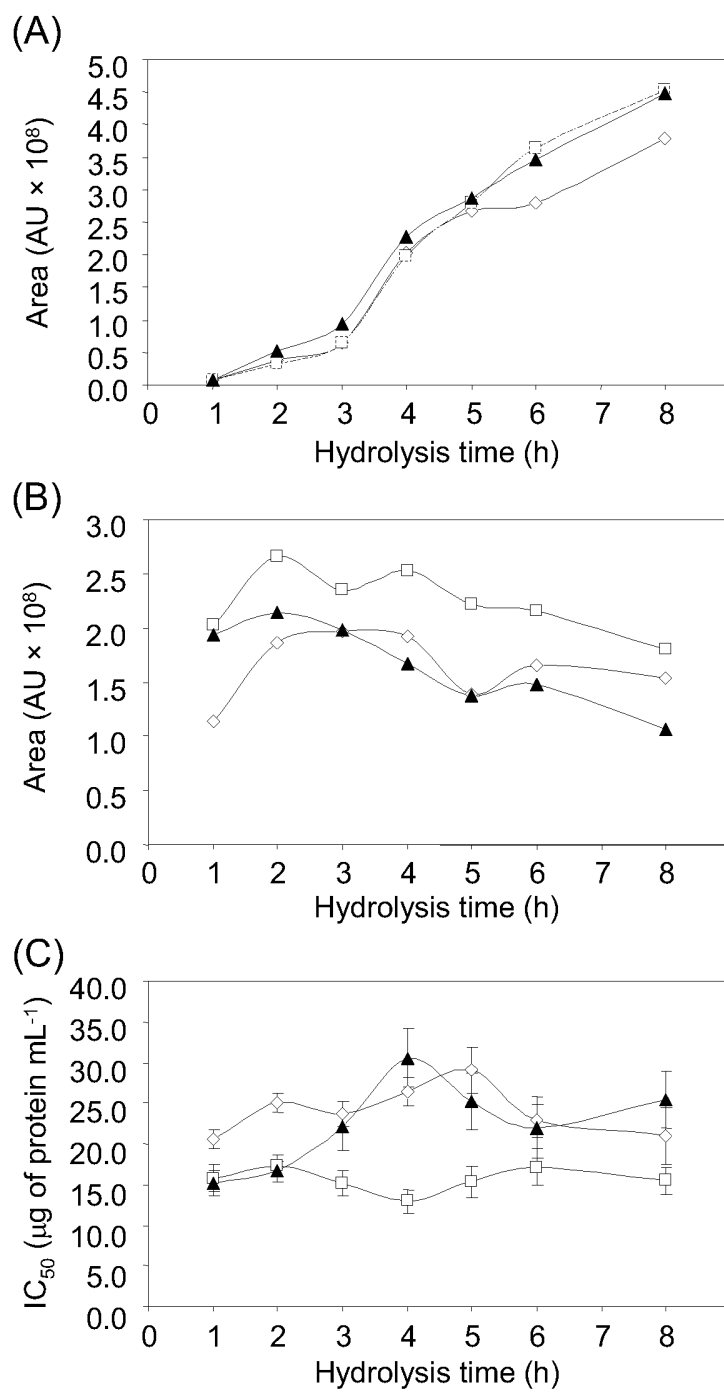 (A)
Area (AU × 10⁸)
5.0
4.5
4.0
3.5
3.0
2.5
2.0
1.5
1.0
0.5
0.0
0 1 2 3 4 5 6 7 8
Hydrolysis time (h)
(B)
Area (AU × 10⁸)
3.0
2.5
2.0
1.5
1.0
0.5
0.0
0 1 2 3 4 5 6 7 8
Hydrolysis time (h)
(C)
IC₅₀ (μg of protein mL⁻¹)
40.0
35.0
30.0
25.0
20.0
15.0
10.0
5.0
0.0
0 1 2 3 4 5 6 7 8
Hydrolysis time (h)